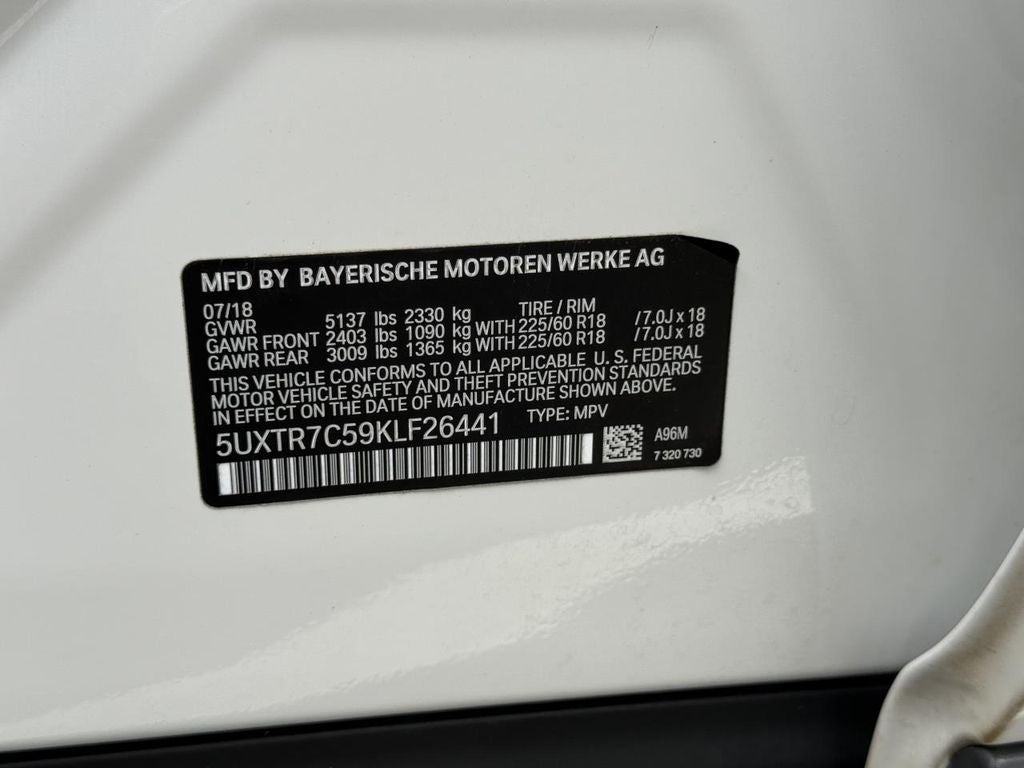 MFD BY BAYERISCHE MOTOREN WERKE AG
07/18 TIRE / RIM
GVWR 5137 lbs 2330 kg
GAWR FRONT 2403 lbs 1090 kg WITH 225/60 R18 / 7.0J x 18
GAWR REAR 3009 lbs 1365 kg WITH 225/60 R18 / 7.0J x 18
THIS VEHICLE CONFORMS TO ALL APPLICABLE U. S. FEDERAL
MOTOR VEHICLE SAFETY AND THEFT PREVENTION STANDARDS
IN EFFECT ON THE DATE OF MANUFACTURE SHOWN ABOVE.
5UXTR7C59KLF26441 TYPE: MPV
A96M
7 320 730